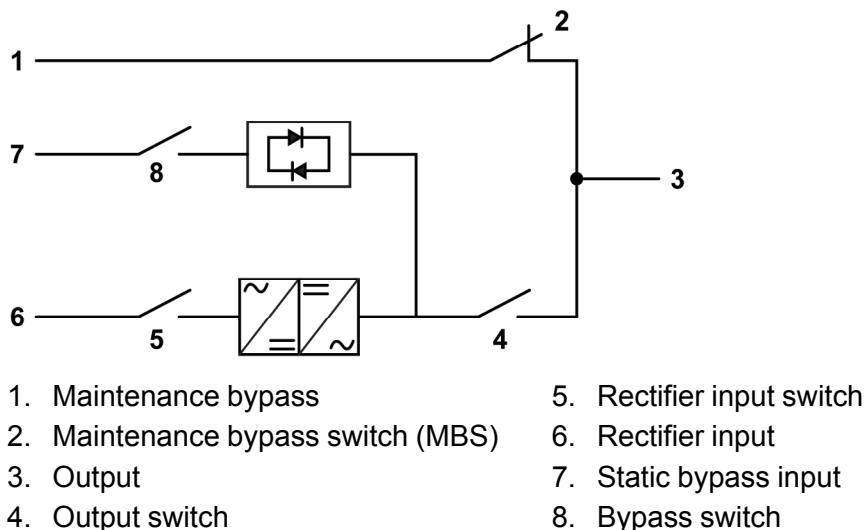 2
1
7
8
3
6
5
4
1. Maintenance bypass
2. Maintenance bypass switch (MBS)
3. Output
4. Output switch
5. Rectifier input switch
6. Rectifier input
7. Static bypass input
8. Bypass switch